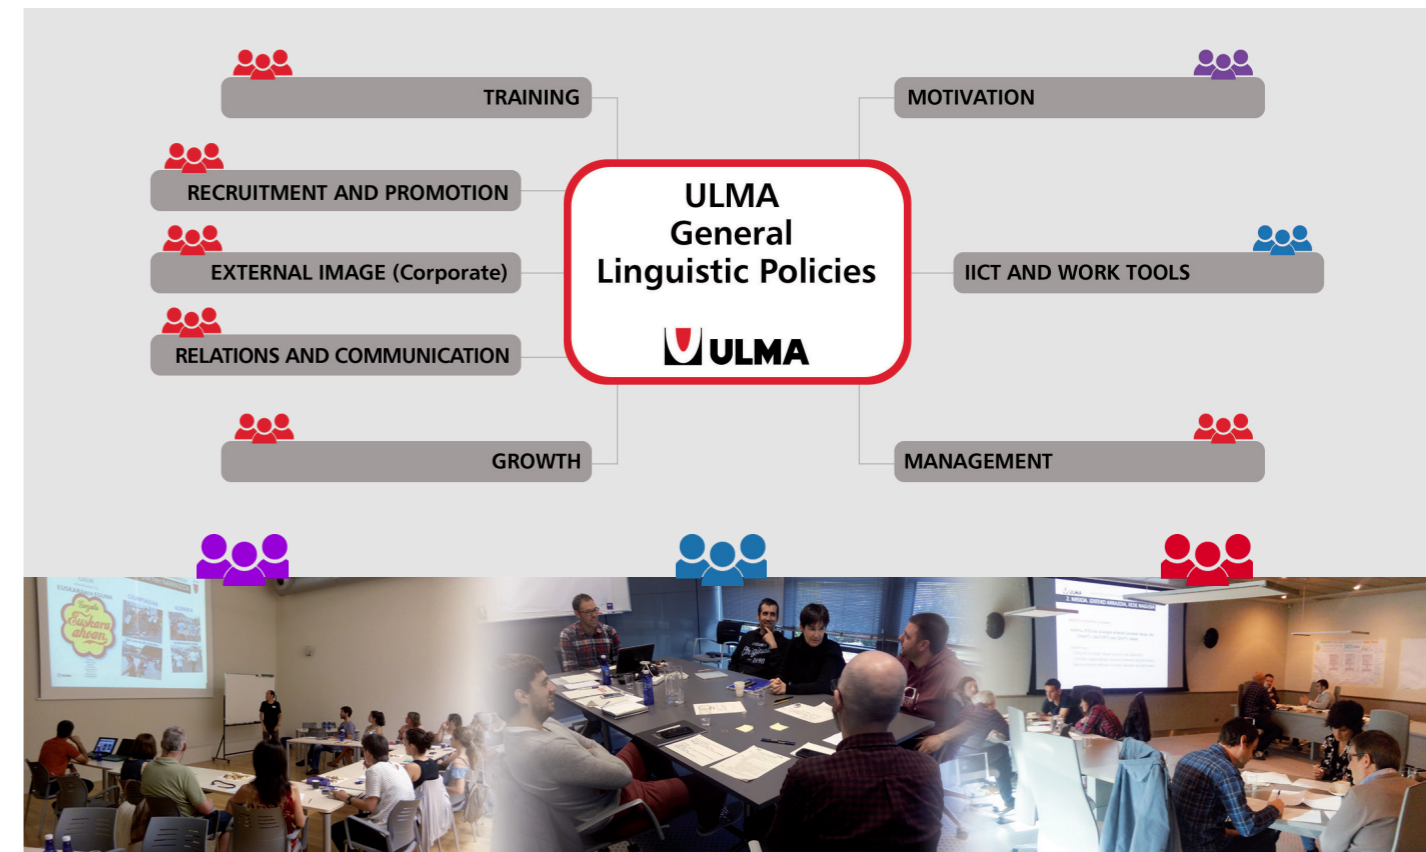 TRAINING
MOTIVATION
RECRUITMENT AND PROMOTION
EXTERNAL IMAGE (Corporate)
RELATIONS AND COMMUNICATION
GROWTH
ULMA
General
Linguistic Policies
ULMA
IICT AND WORK TOOLS
MANAGEMENT
Euskara
ahoan